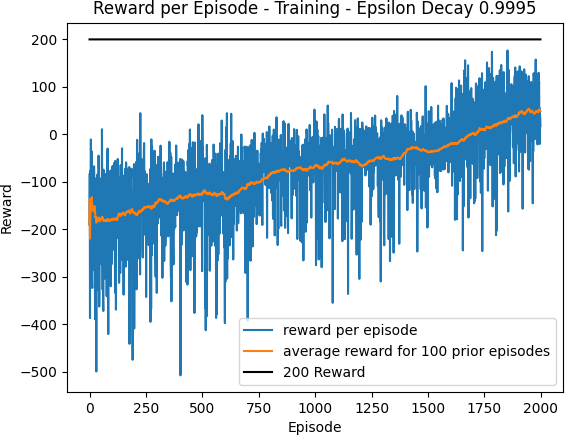 Reward per Episode - Training - Epsilon Decay 0.9995
200
100
0
−100
−200
−300
−400
−500
Reward
reward per episode
average reward for 100 prior episodes
200 Reward
0
250
500
750
1000
1250
1500
1750
2000
Episode